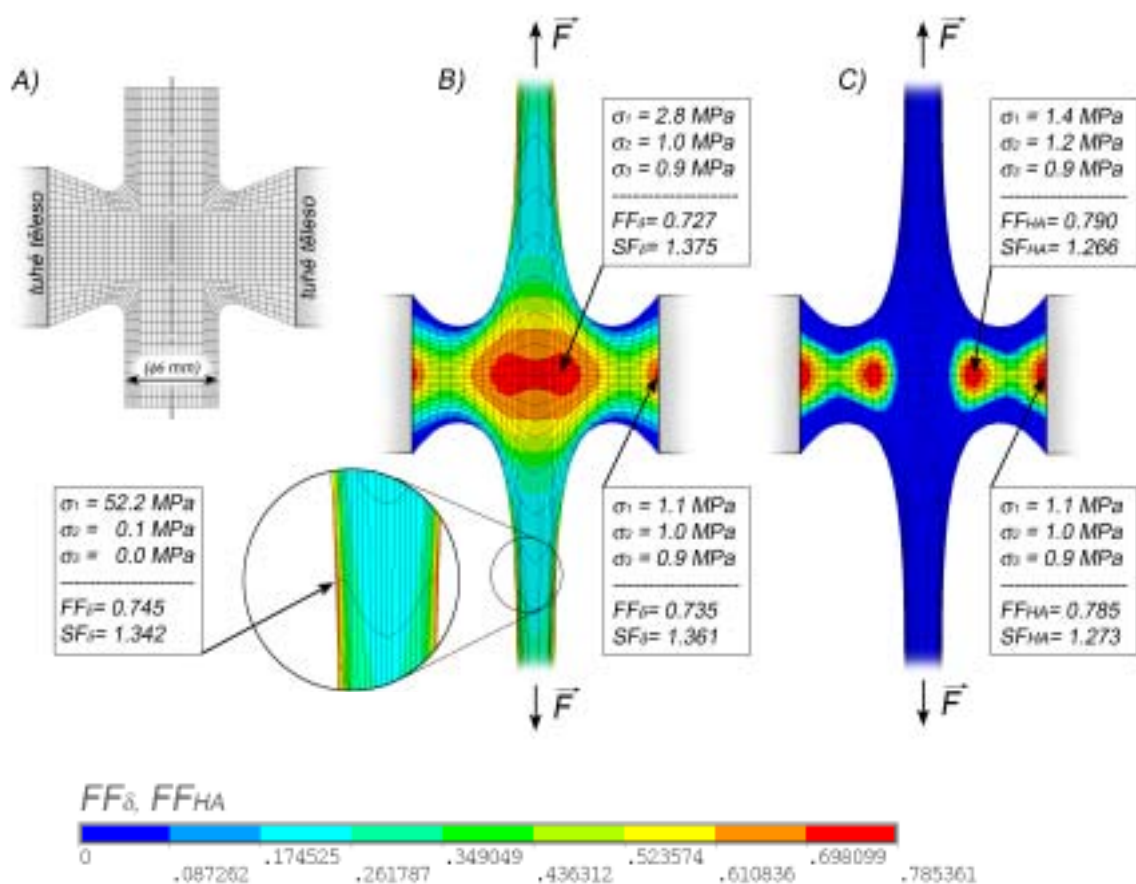 A)
tuhé těleso
tuhé těleso
(ϕ6 mm)
B)
F
σ₁ = 2.8 MPa
σ₂ = 1.0 MPa
σ₃ = 0.9 MPa
FFδ= 0.727
SFδ= 1.375
C)
F
σ₁ = 1.4 MPa
σ₂ = 1.2 MPa
σ₃ = 0.9 MPa
FFHA= 0.790
SFHA= 1.266
σ₁ = 52.2 MPa
σ₂ = 0.1 MPa
σ₃ = 0.0 MPa
FFδ= 0.745
SFδ= 1.342
σ₁ = 1.1 MPa
σ₂ = 1.0 MPa
σ₃ = 0.9 MPa
FFδ= 0.735
SFδ= 1.361
σ₁ = 1.1 MPa
σ₂ = 1.0 MPa
σ₃ = 0.9 MPa
FFHA= 0.785
SFHA= 1.273
F
F
FFδ, FFHA
0 .174525 .349049 .523574 .698099
.087262 .261787 .436312 .610836 .785361